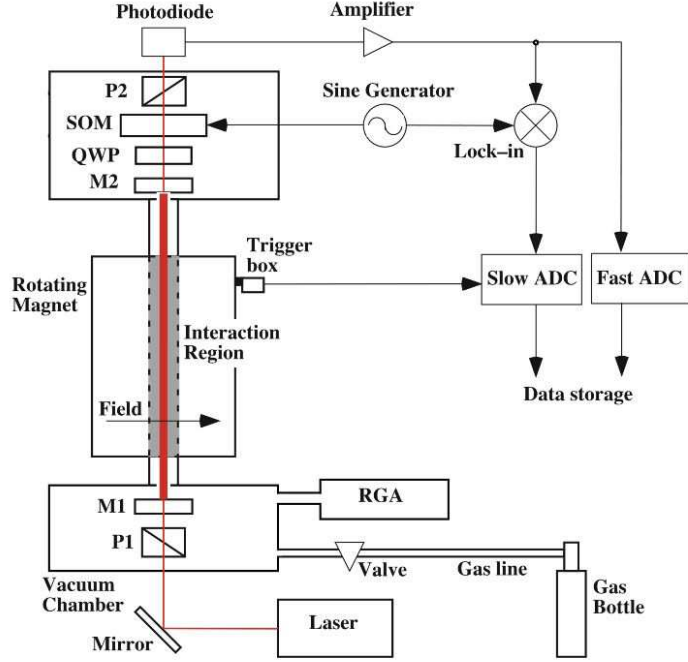 Photodiode
Amplifier
P2
SOM
Sine Generator
QWP
Lock–in
M2
Trigger
box
Slow ADC
Fast ADC
Rotating
Magnet
Interaction
Region
Data storage
Field
RGA
M1
P1
Valve
Gas line
Vacuum
Chamber
Gas
Bottle
Laser
Mirror